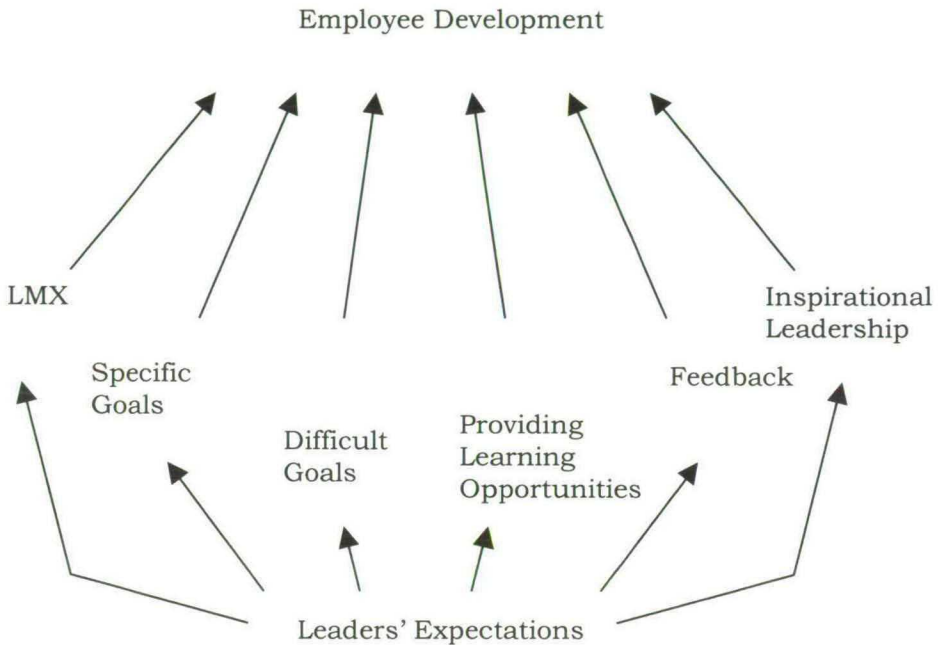 Employee Development
LMX
Inspirational
Leadership
Specific
Goals
Feedback
Difficult
Goals
Providing
Learning
Opportunities
Leaders' Expectations